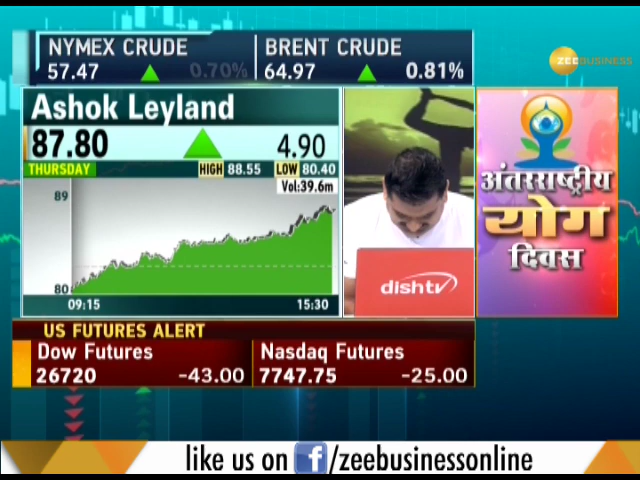 NYMEX CRUDE
57.47 0.70%
BRENT CRUDE
64.97 0.81%
ZEEBUSINESS
Ashok Leyland
87.80 4.90
THURSDAY HIGH 88.55 LOW 80.40
Vol:39.6m
89
80
09:15 15:30
dishtv
अंतरराष्ट्रीय
योग
दिवस
US FUTURES ALERT
Dow Futures
26720 -43.00
Nasdaq Futures
7747.75 -25.00
like us on f/zeebusinessonline